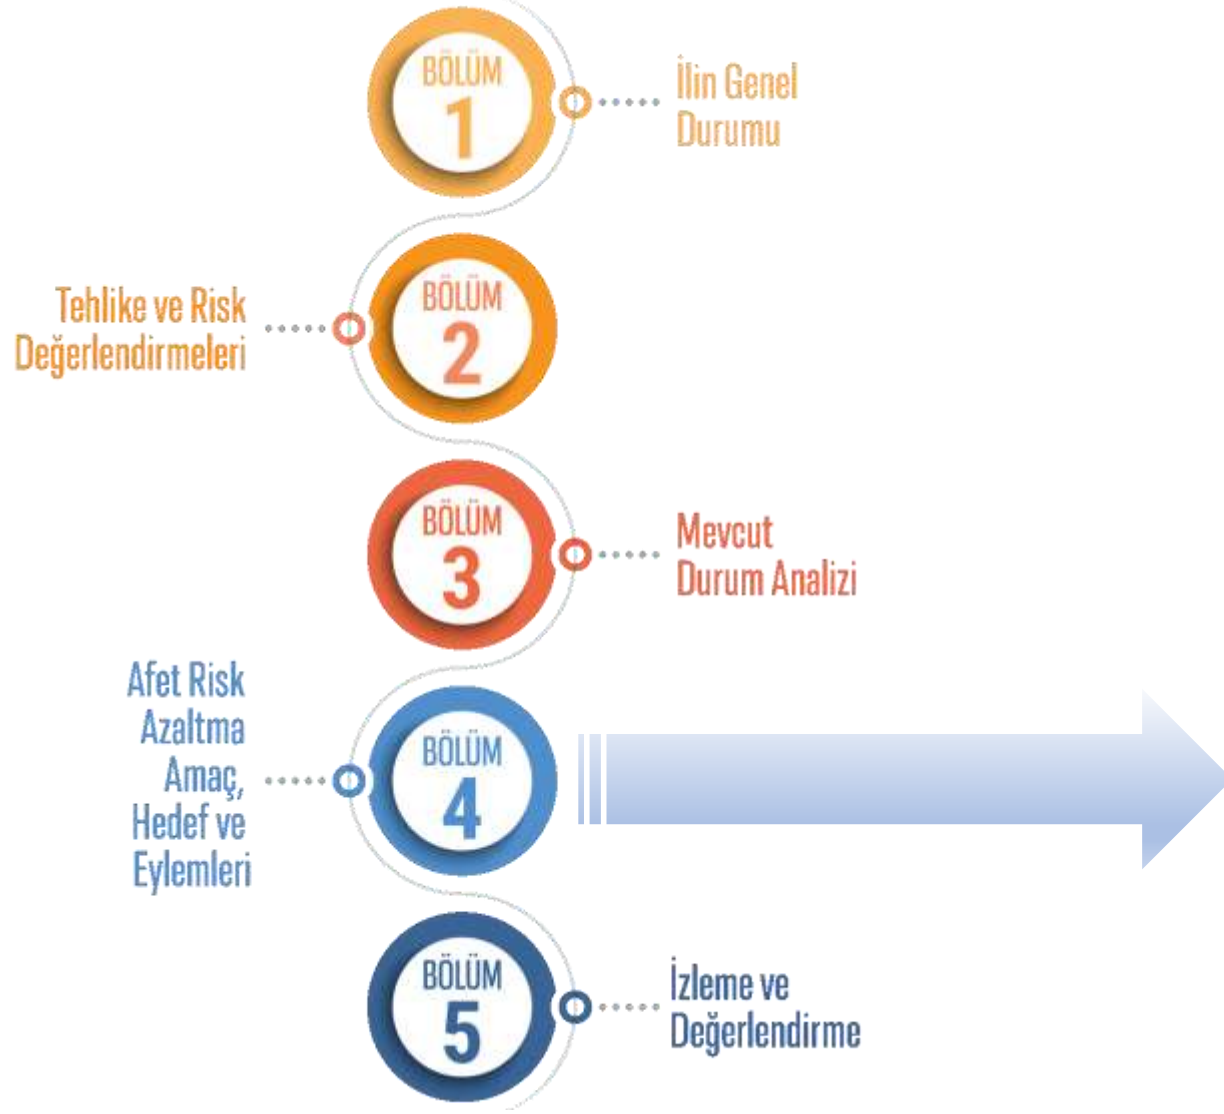 BÖLÜM
1
İlin Genel
Durumu
BÖLÜM
2
Tehlike ve Risk
Değerlendirmeleri
BÖLÜM
3
Mevcut
Durum Analizi
BÖLÜM
4
Afet Risk
Azaltma
Amaç,
Hedef ve
Eylemleri
BÖLÜM
5
İzleme ve
Değerlendirme